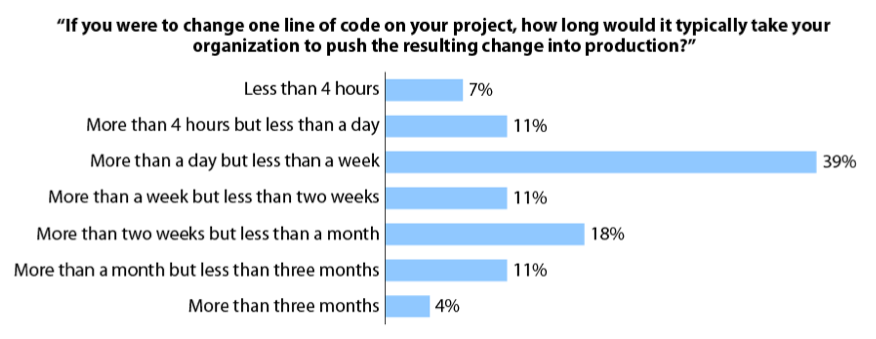 “If you were to change one line of code on your project, how long would it typically take your
organization to push the resulting change into production?”
Less than 4 hours 7%
More than 4 hours but less than a day 11%
More than a day but less than a week 39%
More than a week but less than two weeks 11%
More than two weeks but less than a month 18%
More than a month but less than three months 11%
More than three months 4%